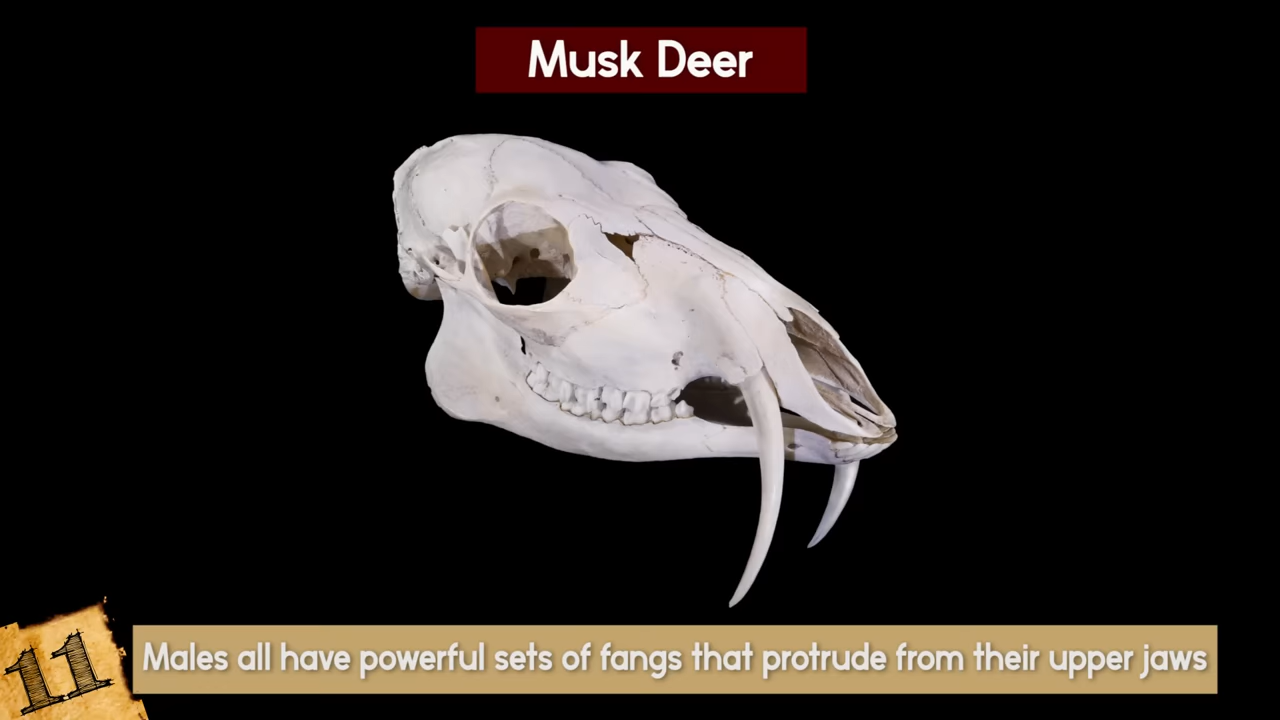 Musk Deer
11
Males all have powerful sets of fangs that protrude from their upper jaws